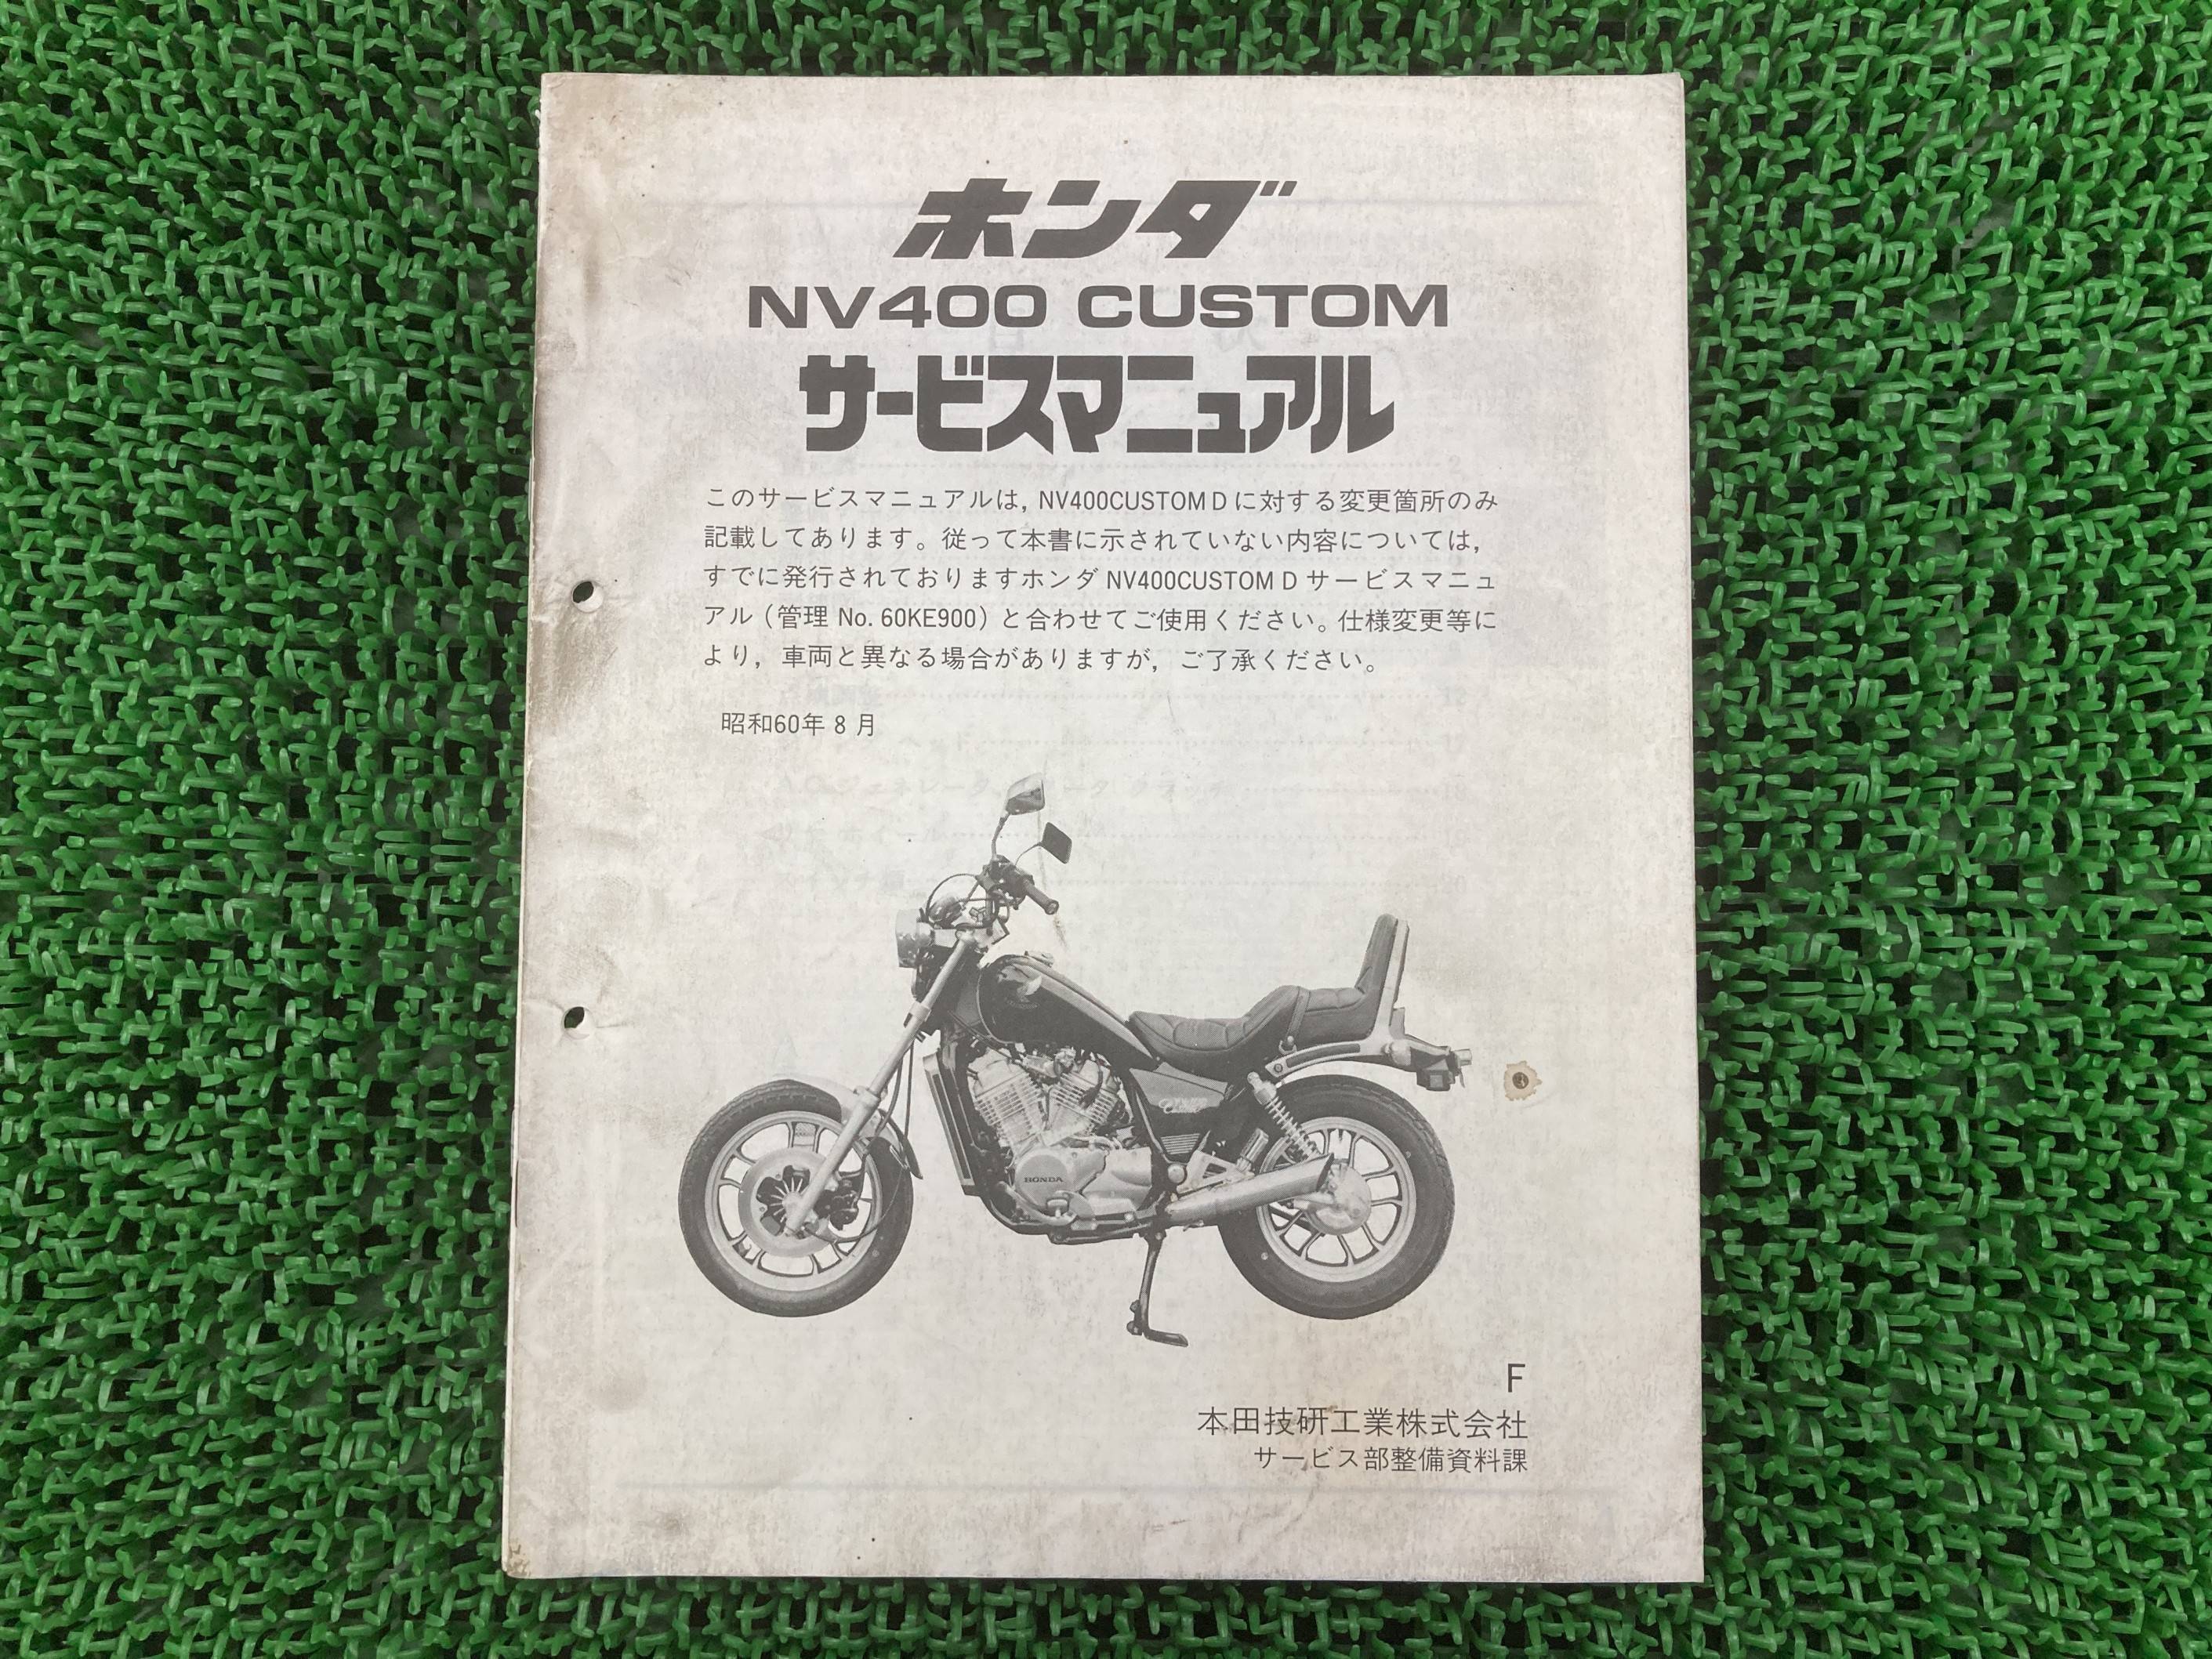 ホンダ
NV400 CUSTOM
サービスマニュアル
このサービスマニュアルは，NV400CUSTOM D に対する変更箇所のみ
記載してあります。従って本書に示されていない内容については，
すでに発行されておりますホンダ NV400CUSTOM D サービスマニュ
アル（管理 No. 60KE900）と合わせてご使用ください。仕様変更等に
より，車両と異なる場合がありますが，ご了承ください。
昭和60年 8 月
HONDA
F
本田技研工業株式会社
サービス部整備資料課